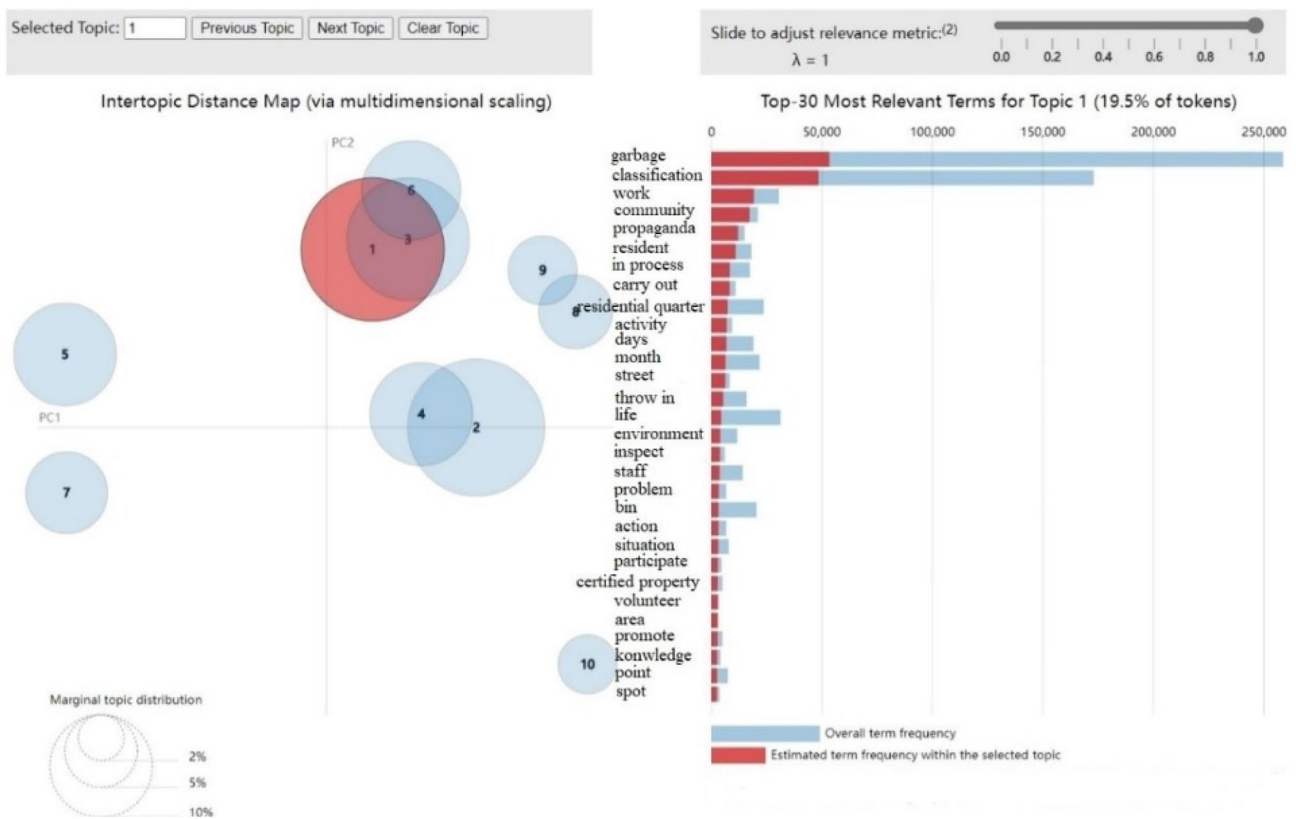 Selected Topic: 1 Previous Topic Next Topic Clear Topic
Slide to adjust relevance metric:(2)
λ = 1
0.0 0.2 0.4 0.6 0.8 1.0
Intertopic Distance Map (via multidimensional scaling)
PC2
PC1
6
3
1
9
8
5
4
2
7
10
Marginal topic distribution
2%
5%
10%
Top-30 Most Relevant Terms for Topic 1 (19.5% of tokens)
0 50,000 100,000 150,000 200,000 250,000
garbage
classification
work
community
propaganda
resident
in process
carry out
residential quarter
activity
days
month
street
throw in
life
environment
inspect
staff
problem
bin
action
situation
participate
certified property
volunteer
area
promote
konwledge
point
spot
Overall term frequency
Estimated term frequency within the selected topic